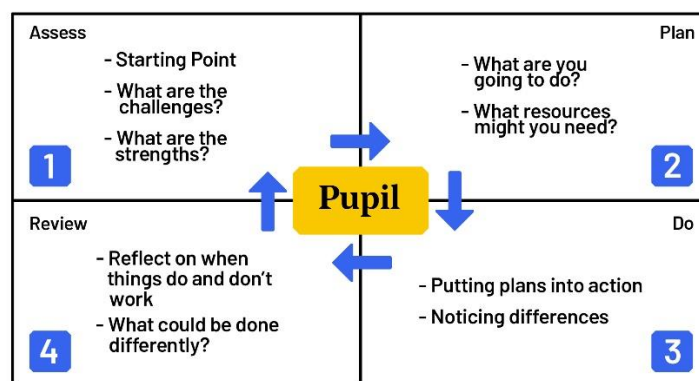 Assess
- Starting Point
- What are the
challenges?
- What are the
strengths?
1
Plan
- What are you
going to do?
- What resources
might you need?
2
Pupil
Review
- Reflect on when
things do and don't
work
- What could be done
differently?
4
Do
- Putting plans into action
- Noticing differences
3